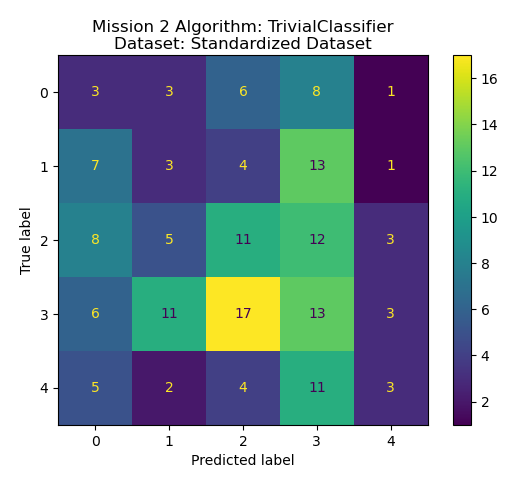 Mission 2 Algorithm: TrivialClassifier
Dataset: Standardized Dataset
0 3 3 6 8 1
1 7 3 4 13 1
2 8 5 11 12 3
3 6 11 17 13 3
4 5 2 4 11 3
0 1 2 3 4
Predicted label
True label
16
14
12
10
8
6
4
2